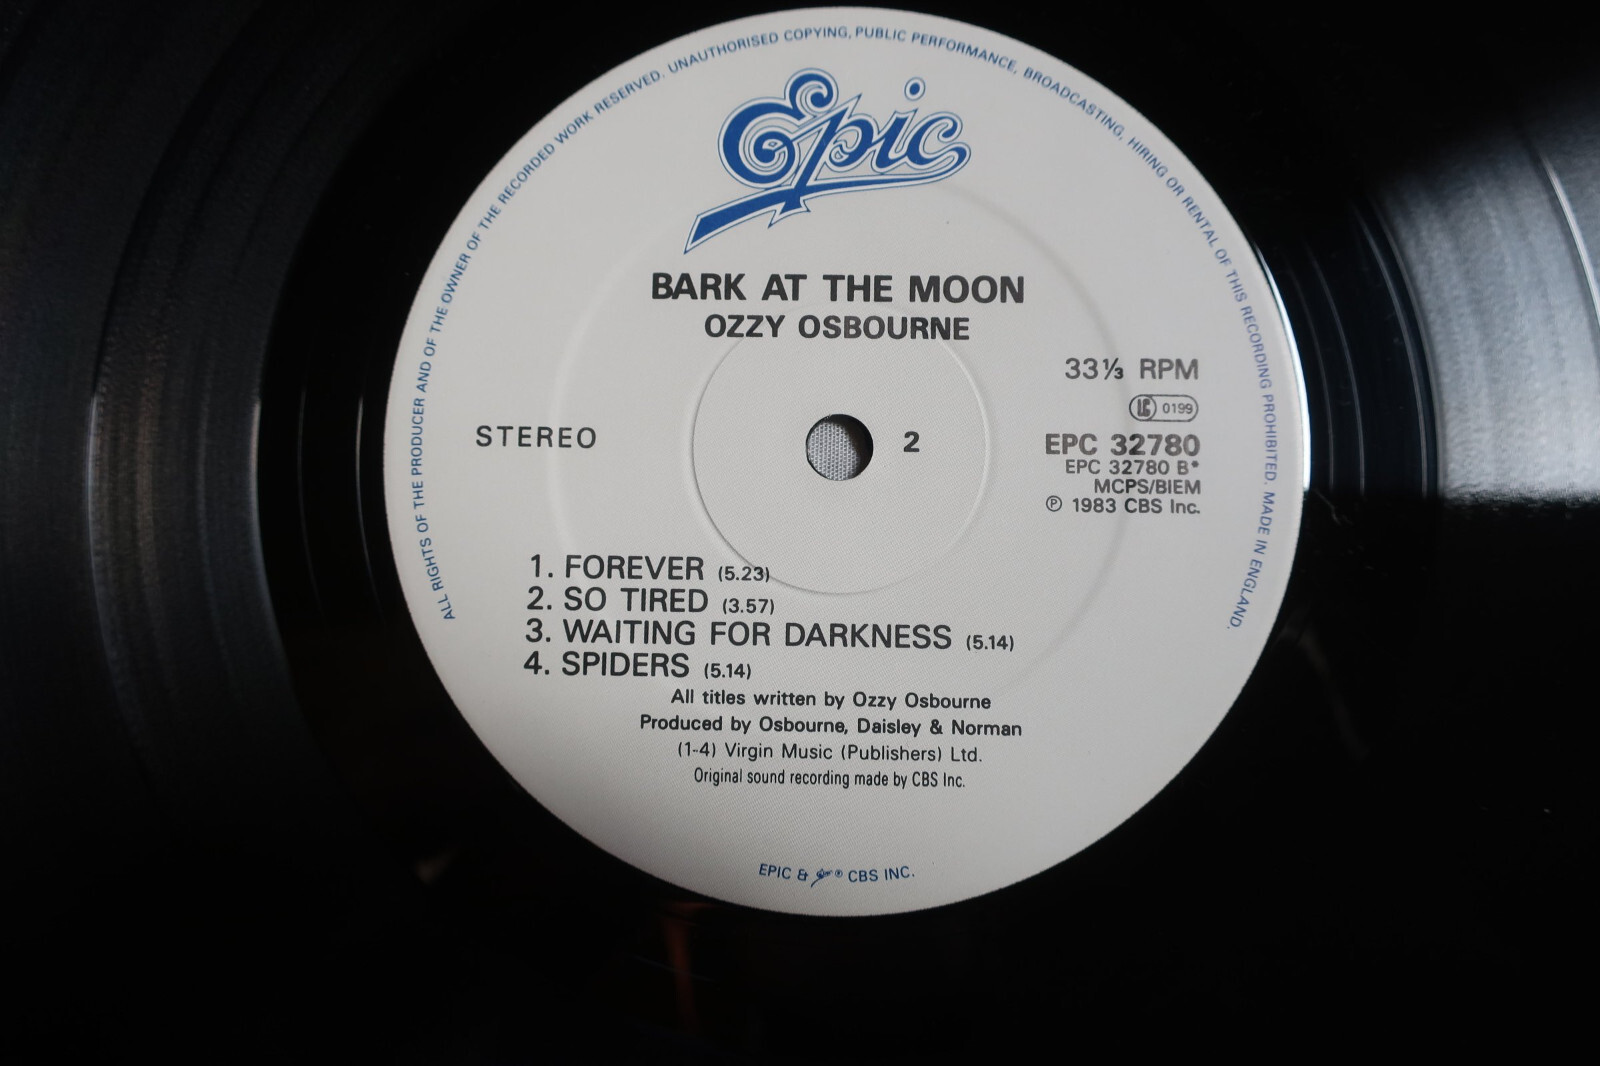 ALL RIGHTS OF THE PRODUCER AND OF THE OWNER OF THE RECORDED WORK RESERVED. UNAUTHORISED COPYING, PUBLIC PERFORMANCE, BROADCASTING, HIRING OR RENTAL OF THIS RECORDING PROHIBITED. MADE IN ENGLAND.
Epic
BARK AT THE MOON
OZZY OSBOURNE
33⅓ RPM
LC 0199
STEREO
2
EPC 32780
EPC 32780 B*
MCPS/BIEM
℗ 1983 CBS Inc.
1. FOREVER (5.23)
2. SO TIRED (3.57)
3. WAITING FOR DARKNESS (5.14)
4. SPIDERS (5.14)
All titles written by Ozzy Osbourne
Produced by Osbourne, Daisley & Norman
(1-4) Virgin Music (Publishers) Ltd.
Original sound recording made by CBS Inc.
EPIC & Epic ® CBS INC.